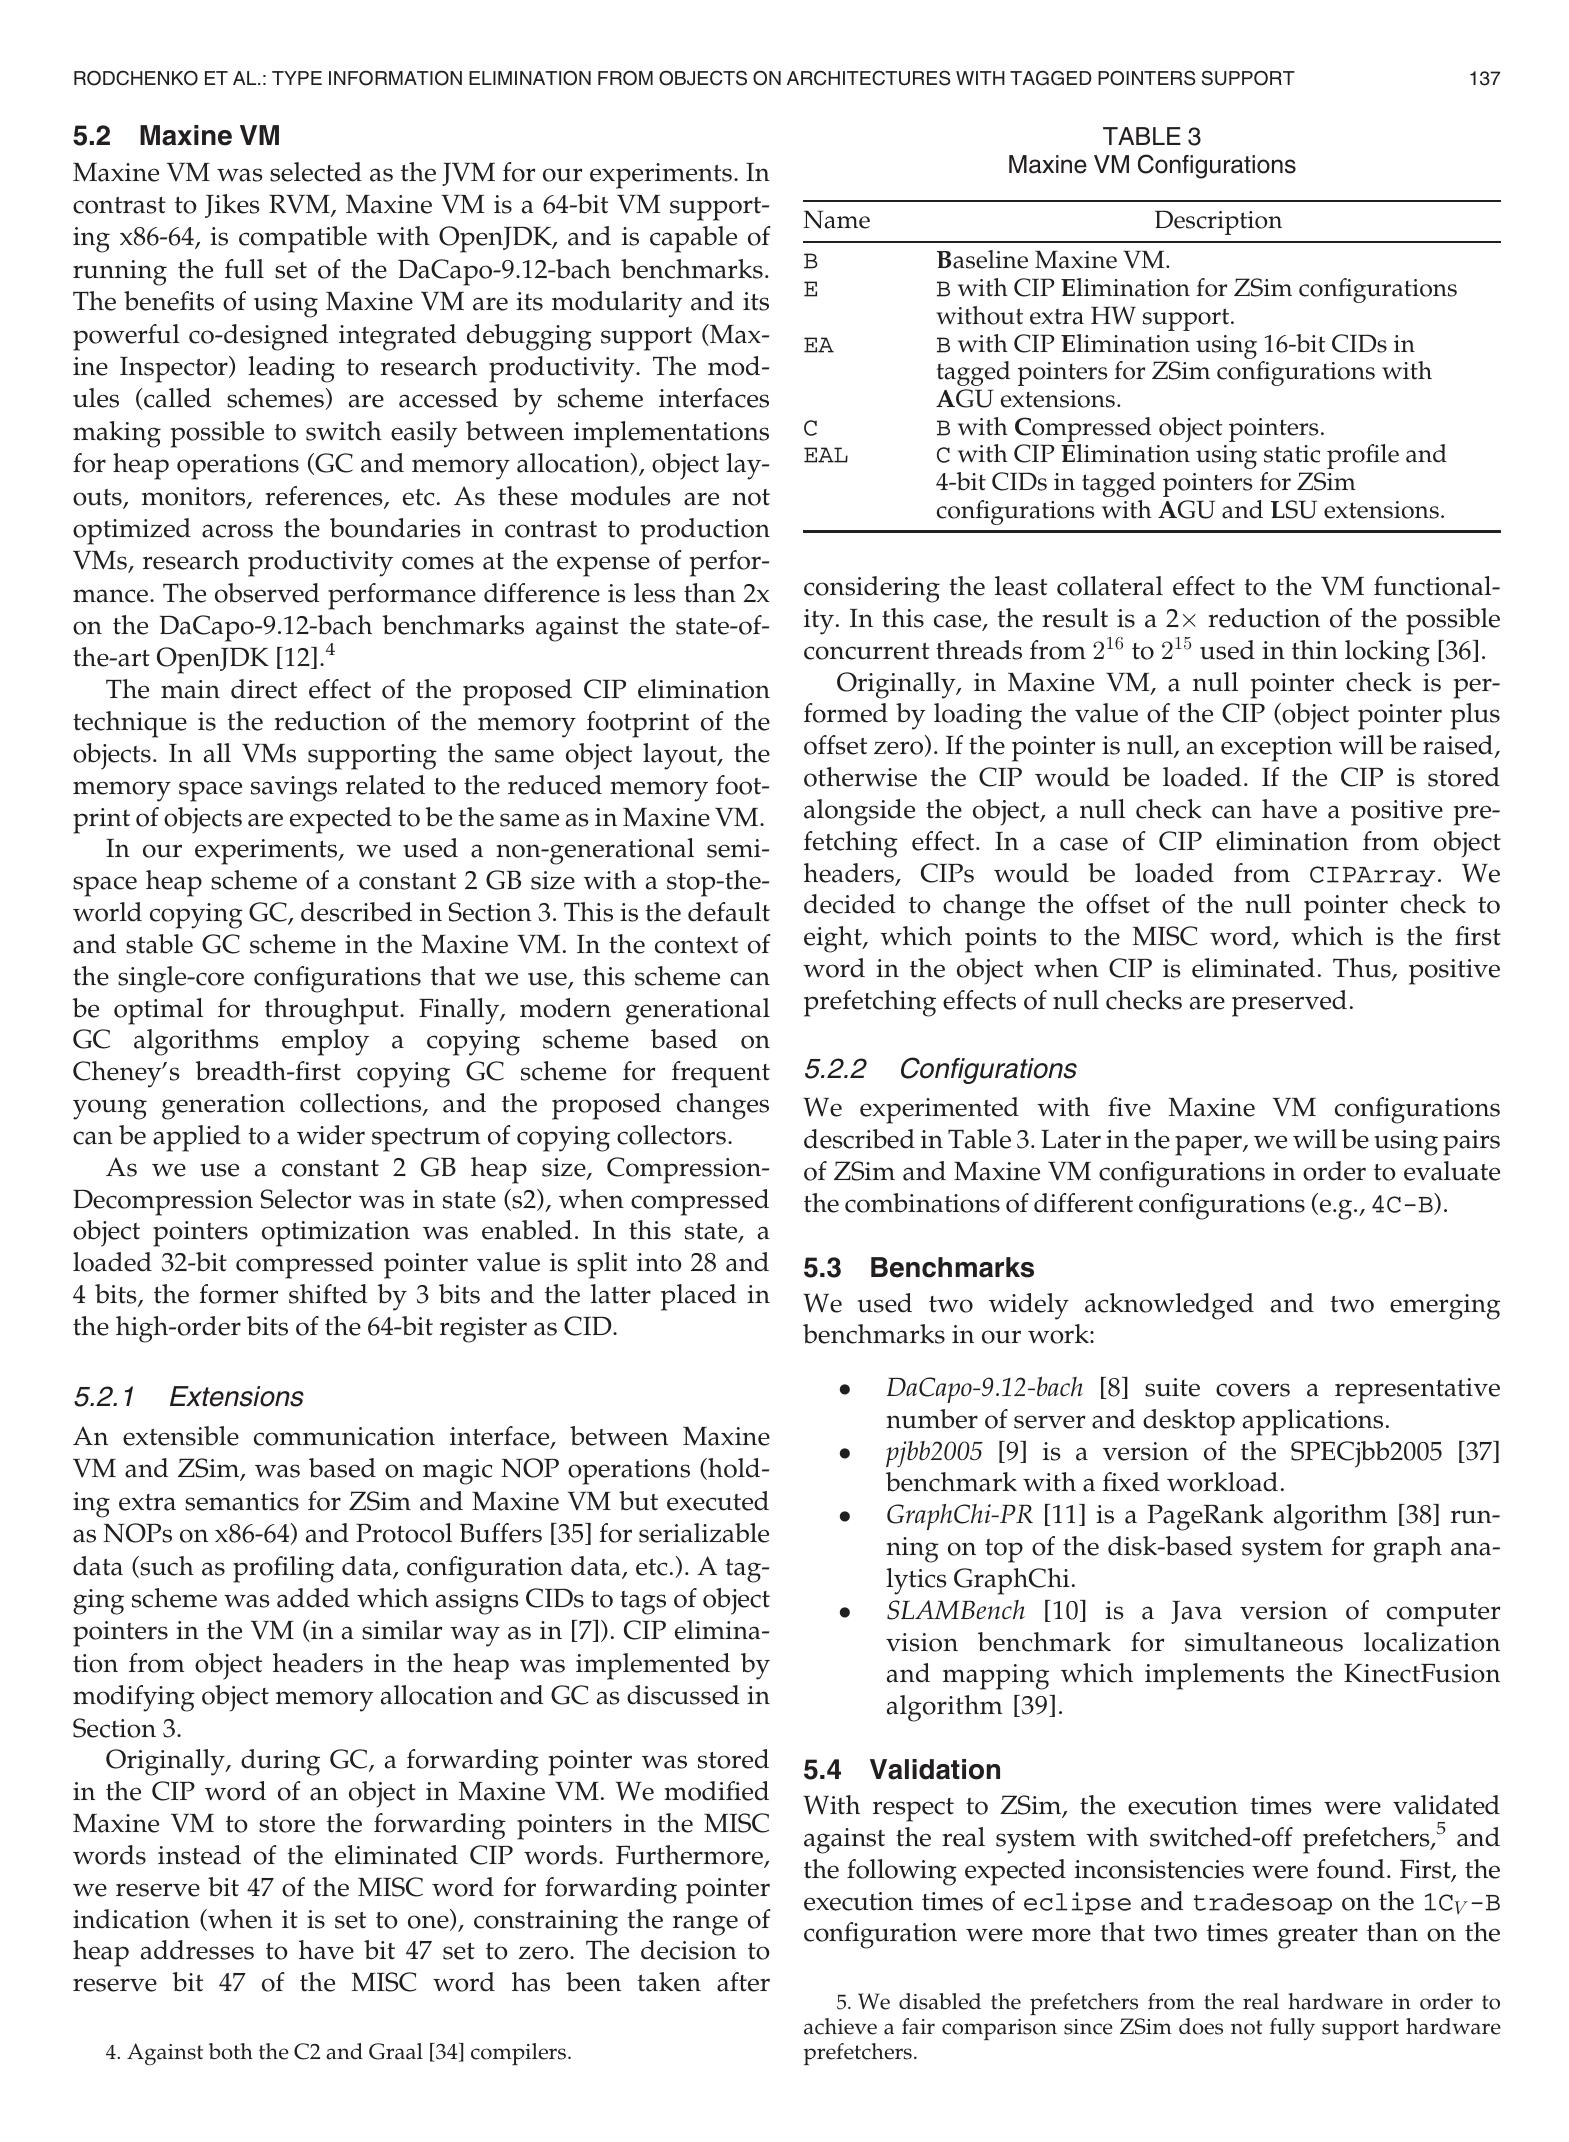 RODCHENKO ET AL.: TYPE INFORMATION ELIMINATION FROM OBJECTS ON ARCHITECTURES WITH TAGGED POINTERS SUPPORT 137
5.2 Maxine VM
Maxine VM was selected as the JVM for our experiments. In
contrast to Jikes RVM, Maxine VM is a 64-bit VM support-
ing x86-64, is compatible with OpenJDK, and is capable of
running the full set of the DaCapo-9.12-bach benchmarks.
The benefits of using Maxine VM are its modularity and its
powerful co-designed integrated debugging support (Max-
ine Inspector) leading to research productivity. The mod-
ules (called schemes) are accessed by scheme interfaces
making possible to switch easily between implementations
for heap operations (GC and memory allocation), object lay-
outs, monitors, references, etc. As these modules are not
optimized across the boundaries in contrast to production
VMs, research productivity comes at the expense of perfor-
mance. The observed performance difference is less than 2x
on the DaCapo-9.12-bach benchmarks against the state-of-
the-art OpenJDK [12].4
The main direct effect of the proposed CIP elimination
technique is the reduction of the memory footprint of the
objects. In all VMs supporting the same object layout, the
memory space savings related to the reduced memory foot-
print of objects are expected to be the same as in Maxine VM.
In our experiments, we used a non-generational semi-
space heap scheme of a constant 2 GB size with a stop-the-
world copying GC, described in Section 3. This is the default
and stable GC scheme in the Maxine VM. In the context of
the single-core configurations that we use, this scheme can
be optimal for throughput. Finally, modern generational
GC algorithms employ a copying scheme based on
Cheney's breadth-first copying GC scheme for frequent
young generation collections, and the proposed changes
can be applied to a wider spectrum of copying collectors.
As we use a constant 2 GB heap size, Compression-
Decompression Selector was in state (s2), when compressed
object pointers optimization was enabled. In this state, a
loaded 32-bit compressed pointer value is split into 28 and
4 bits, the former shifted by 3 bits and the latter placed in
the high-order bits of the 64-bit register as CID.
5.2.1 Extensions
An extensible communication interface, between Maxine
VM and ZSim, was based on magic NOP operations (hold-
ing extra semantics for ZSim and Maxine VM but executed
as NOPs on x86-64) and Protocol Buffers [35] for serializable
data (such as profiling data, configuration data, etc.). A tag-
ging scheme was added which assigns CIDs to tags of object
pointers in the VM (in a similar way as in [7]). CIP elimina-
tion from object headers in the heap was implemented by
modifying object memory allocation and GC as discussed in
Section 3.
Originally, during GC, a forwarding pointer was stored
in the CIP word of an object in Maxine VM. We modified
Maxine VM to store the forwarding pointers in the MISC
words instead of the eliminated CIP words. Furthermore,
we reserve bit 47 of the MISC word for forwarding pointer
indication (when it is set to one), constraining the range of
heap addresses to have bit 47 set to zero. The decision to
reserve bit 47 of the MISC word has been taken after
4. Against both the C2 and Graal [34] compilers.
TABLE 3
Maxine VM Configurations
Name Description
B Baseline Maxine VM.
E B with CIP Elimination for ZSim configurations
without extra HW support.
EA B with CIP Elimination using 16-bit CIDs in
tagged pointers for ZSim configurations with
AGU extensions.
C B with Compressed object pointers.
EAL C with CIP Elimination using static profile and
4-bit CIDs in tagged pointers for ZSim
configurations with AGU and LSU extensions.
considering the least collateral effect to the VM functional-
ity. In this case, the result is a 2× reduction of the possible
concurrent threads from 2^16 to 2^15 used in thin locking [36].
Originally, in Maxine VM, a null pointer check is per-
formed by loading the value of the CIP (object pointer plus
offset zero). If the pointer is null, an exception will be raised,
otherwise the CIP would be loaded. If the CIP is stored
alongside the object, a null check can have a positive pre-
fetching effect. In a case of CIP elimination from object
headers, CIPs would be loaded from CIPArray. We
decided to change the offset of the null pointer check to
eight, which points to the MISC word, which is the first
word in the object when CIP is eliminated. Thus, positive
prefetching effects of null checks are preserved.
5.2.2 Configurations
We experimented with five Maxine VM configurations
described in Table 3. Later in the paper, we will be using pairs
of ZSim and Maxine VM configurations in order to evaluate
the combinations of different configurations (e.g., 4C-B).
5.3 Benchmarks
We used two widely acknowledged and two emerging
benchmarks in our work:
• DaCapo-9.12-bach [8] suite covers a representative
number of server and desktop applications.
• pjbb2005 [9] is a version of the SPECjbb2005 [37]
benchmark with a fixed workload.
• GraphChi-PR [11] is a PageRank algorithm [38] run-
ning on top of the disk-based system for graph ana-
lytics GraphChi.
• SLAMBench [10] is a Java version of computer
vision benchmark for simultaneous localization
and mapping which implements the KinectFusion
algorithm [39].
5.4 Validation
With respect to ZSim, the execution times were validated
against the real system with switched-off prefetchers,5 and
the following expected inconsistencies were found. First, the
execution times of eclipse and tradesoap on the 1CV-B
configuration were more that two times greater than on the
5. We disabled the prefetchers from the real hardware in order to
achieve a fair comparison since ZSim does not fully support hardware
prefetchers.